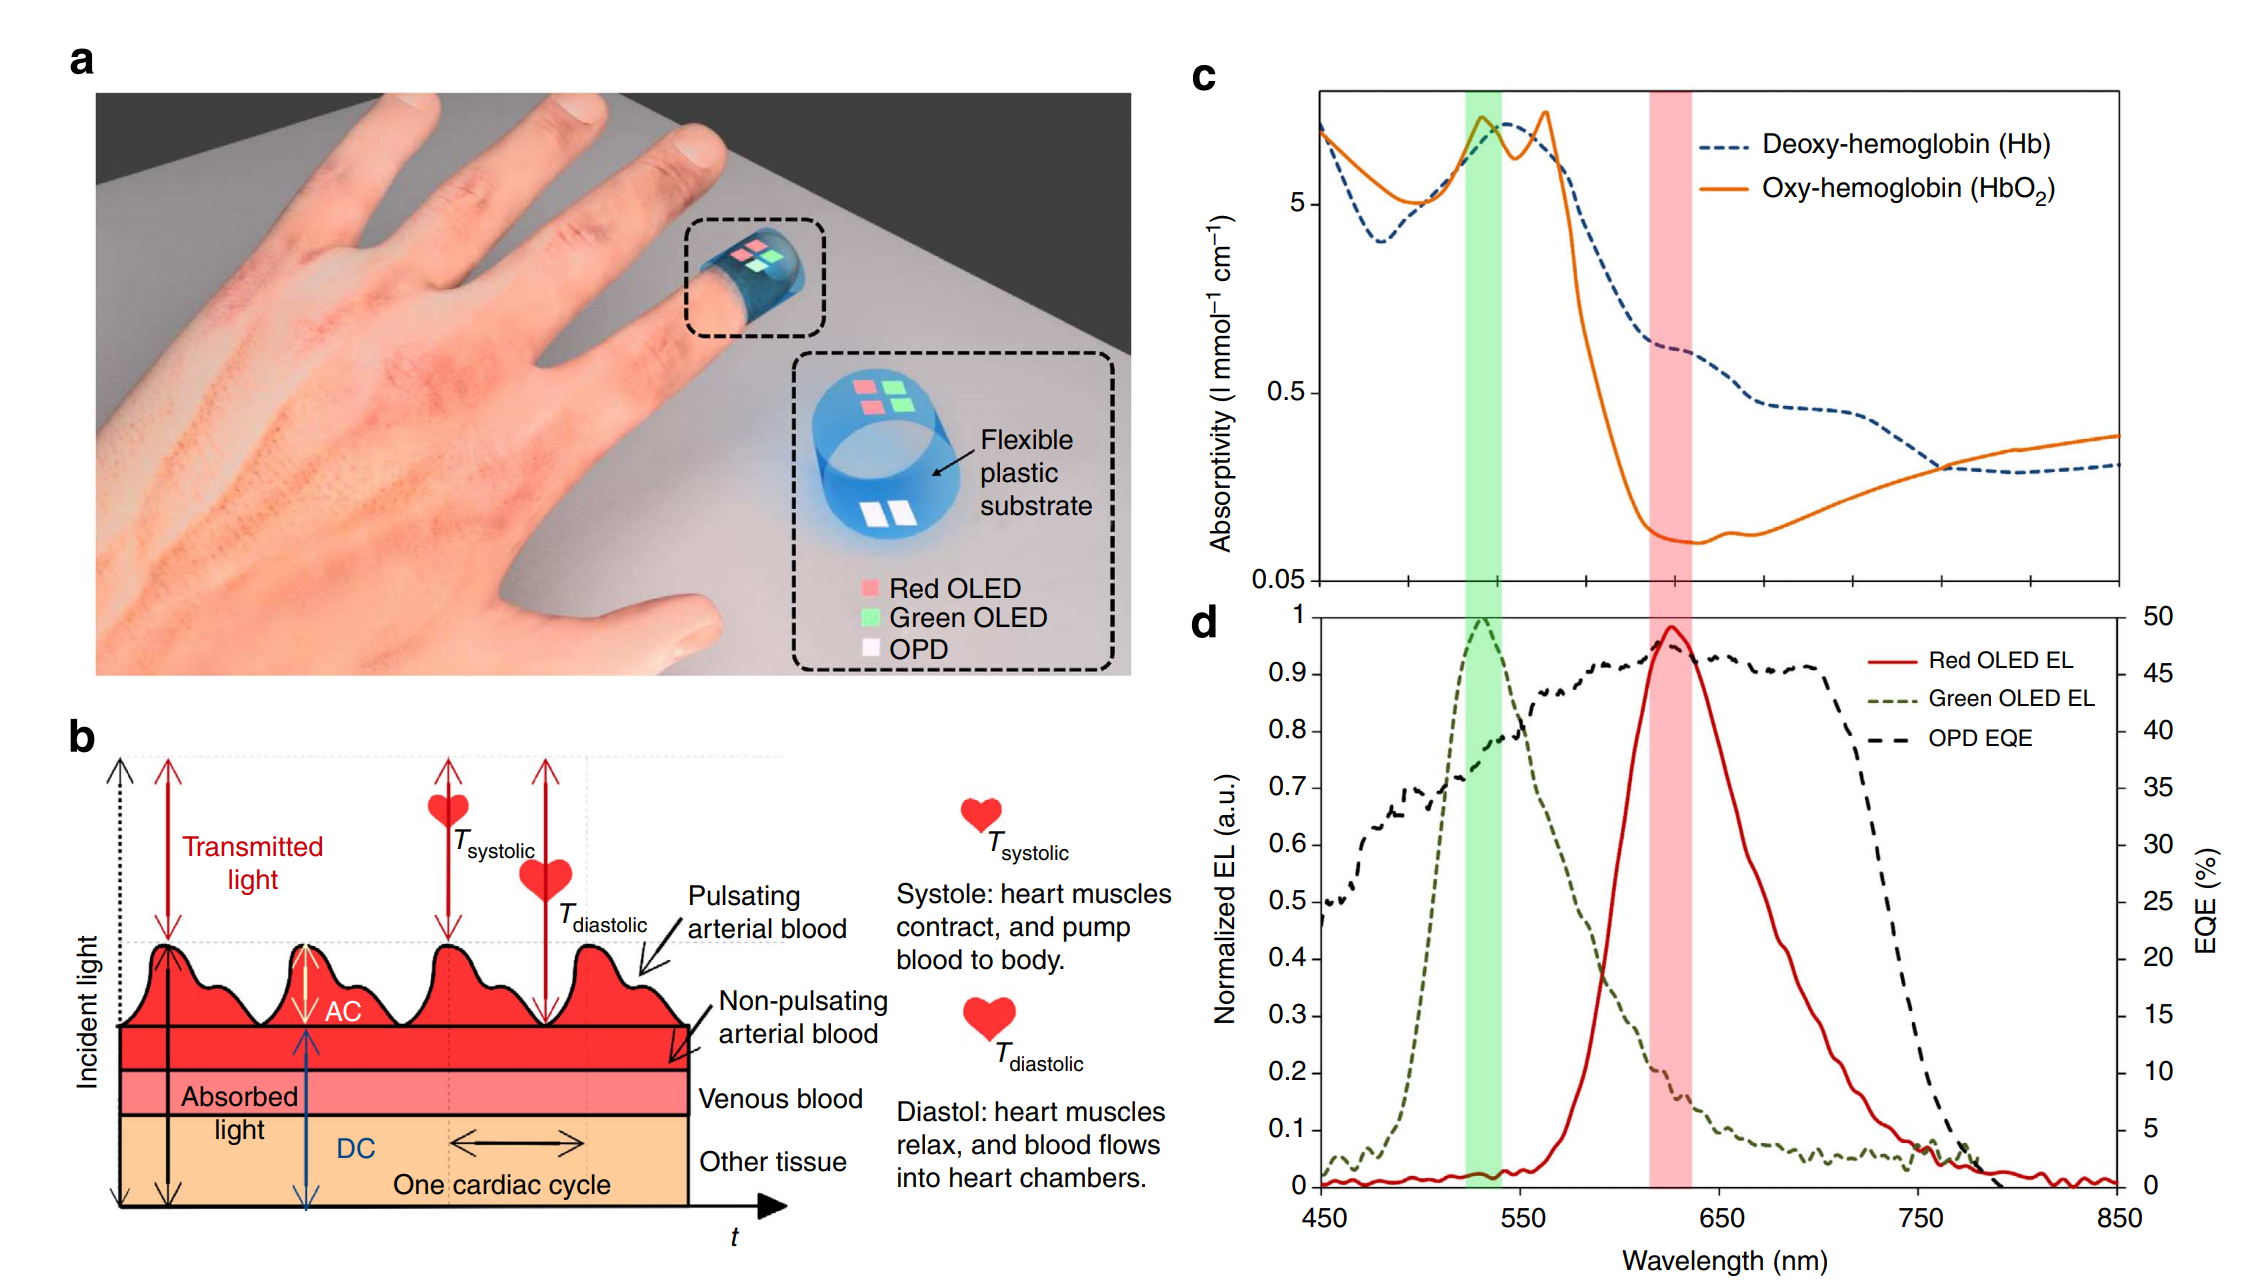 a
Flexible
plastic
substrate
Red OLED
Green OLED
OPD
b
Incident light
Transmitted
light
Tsystolic
Tdiastolic
Pulsating
arterial blood
AC
Non-pulsating
arterial blood
Absorbed
light
Venous blood
DC
Other tissue
One cardiac cycle
t
Tsystolic
Systole: heart muscles
contract, and pump
blood to body.
Tdiastolic
Diastol: heart muscles
relax, and blood flows
into heart chambers.
c
Absorptivity (l mmol⁻¹ cm⁻¹)
5
0.5
0.05
Deoxy-hemoglobin (Hb)
Oxy-hemoglobin (HbO₂)
d
Normalized EL (a.u.)
1
0.9
0.8
0.7
0.6
0.5
0.4
0.3
0.2
0.1
0
Red OLED EL
Green OLED EL
OPD EQE
50
45
40
35
30
25
20
15
10
5
0
EQE (%)
450
550
650
750
850
Wavelength (nm)